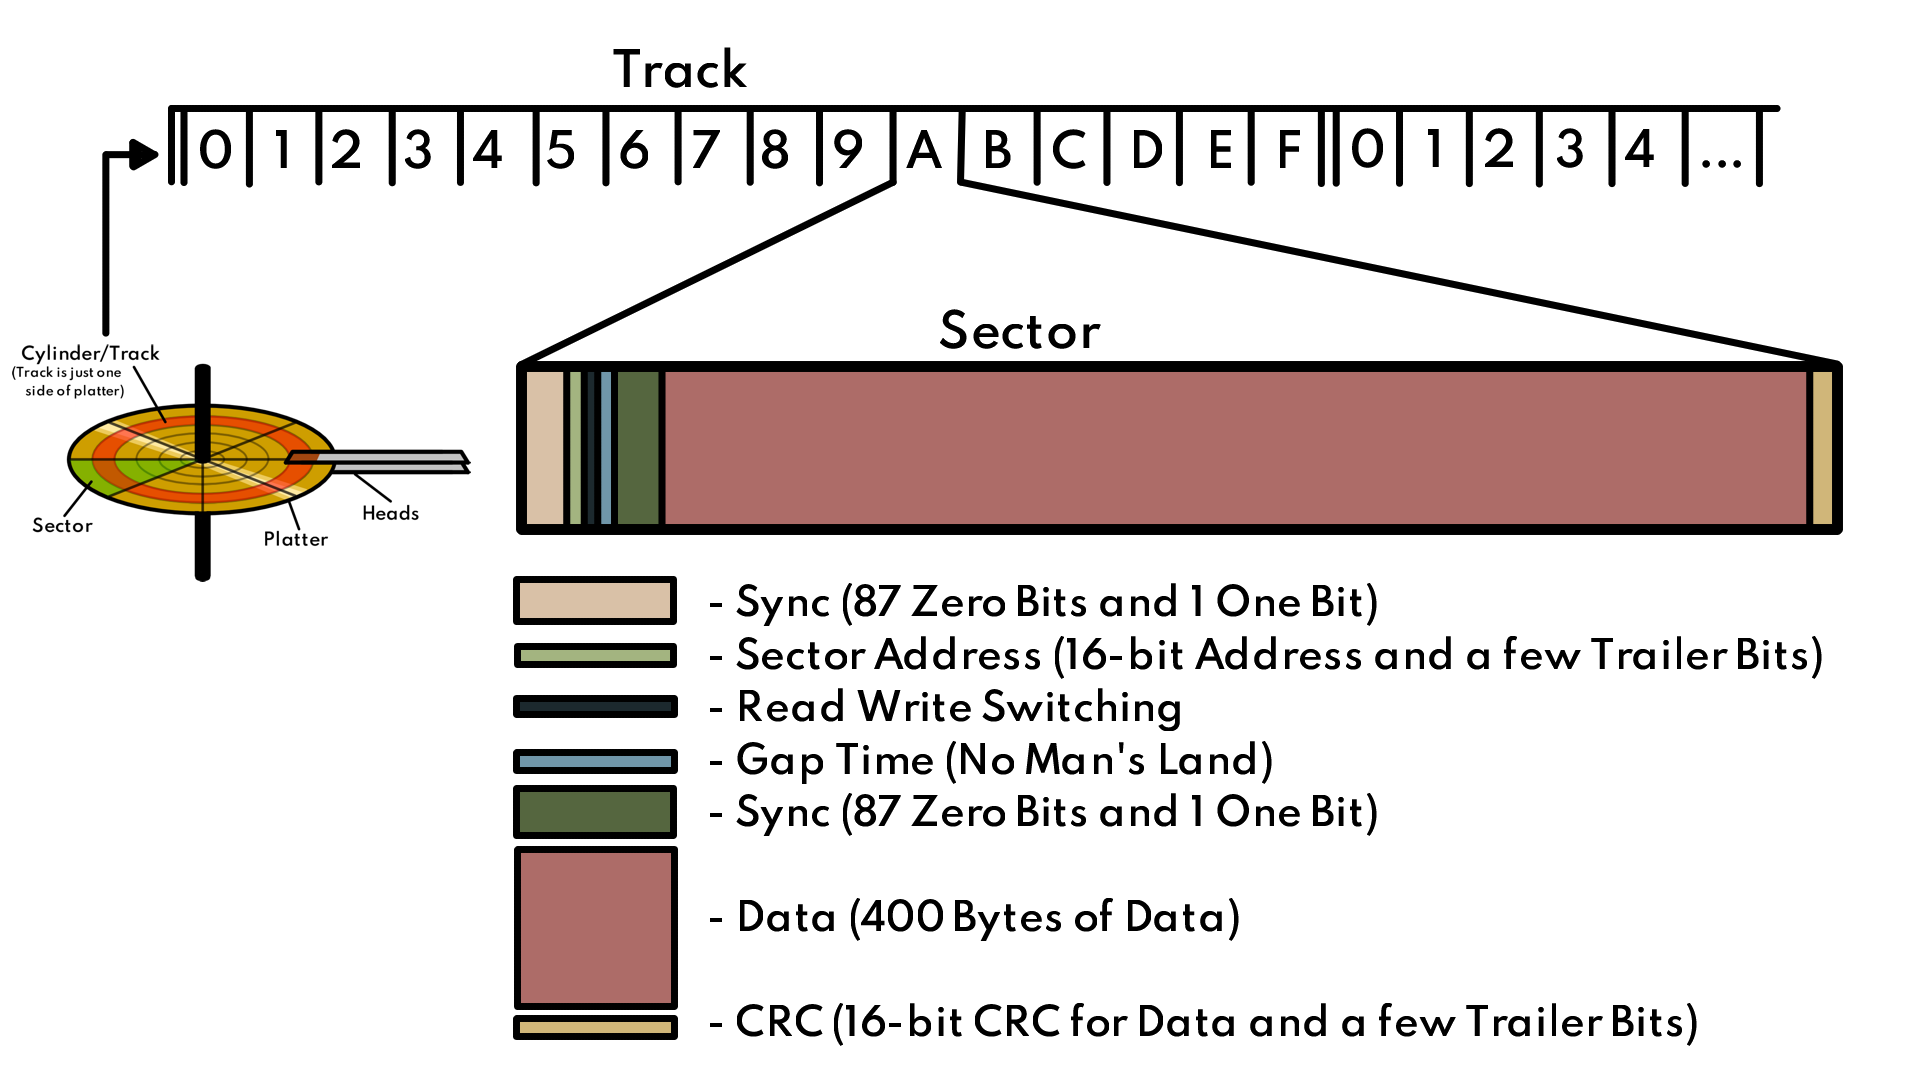 Track
0 1 2 3 4 5 6 7 8 9 A B C D E F 0 1 2 3 4 ...
Sector
Cylinder/Track
(Track is just one
side of platter)
Sector
Platter
Heads
- Sync (87 Zero Bits and 1 One Bit)
- Sector Address (16-bit Address and a few Trailer Bits)
- Read Write Switching
- Gap Time (No Man's Land)
- Sync (87 Zero Bits and 1 One Bit)
- Data (400 Bytes of Data)
- CRC (16-bit CRC for Data and a few Trailer Bits)